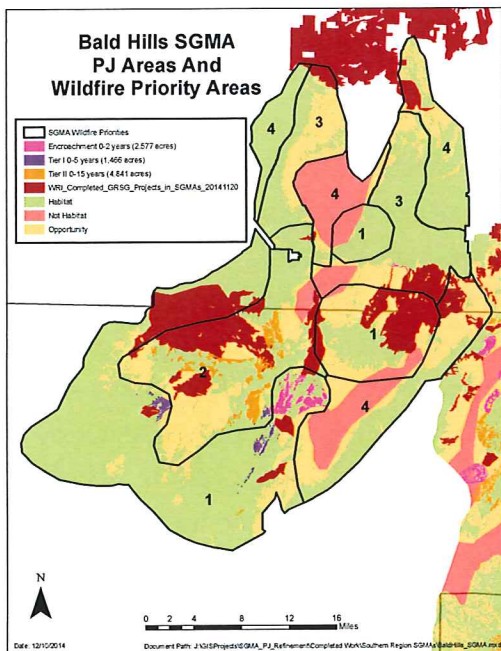 Bald Hills SGMA
PJ Areas And
Wildfire Priority Areas
SGMA Wildfire Priorities
Encroachment 0-2 years (2,577 acres)
Tier I 0-5 years (1,466 acres)
Tier II 0-15 years (4,841 acres)
WRI_Completed_GRSG_Projects_in_SGMAs_20141120
Habitat
Not Habitat
Opportunity
4
3
4
4
3
1
1
2
4
1
N
0 2 4 8 12 16
Miles
Date: 12/10/2014
Document Path: J:\GISProjects\SGMA_PJ_Refinement\Completed Work\Southern Region SGMAs\BaldHills_SGMA.mxd